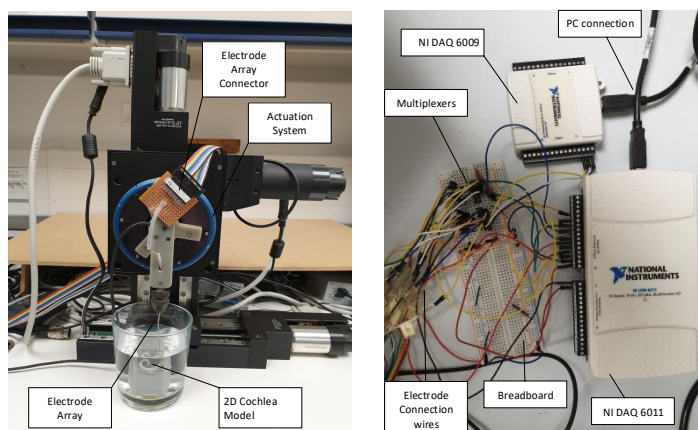 Electrode
Array
Connector
Actuation
System
Electrode
Array
2D Cochlea
Model
NI DAQ 6009
PC connection
Multiplexers
NATIONAL
INSTRUMENTS
NATIONAL
INSTRUMENTS
Electrode
Connection
wires
Breadboard
NI DAQ 6011